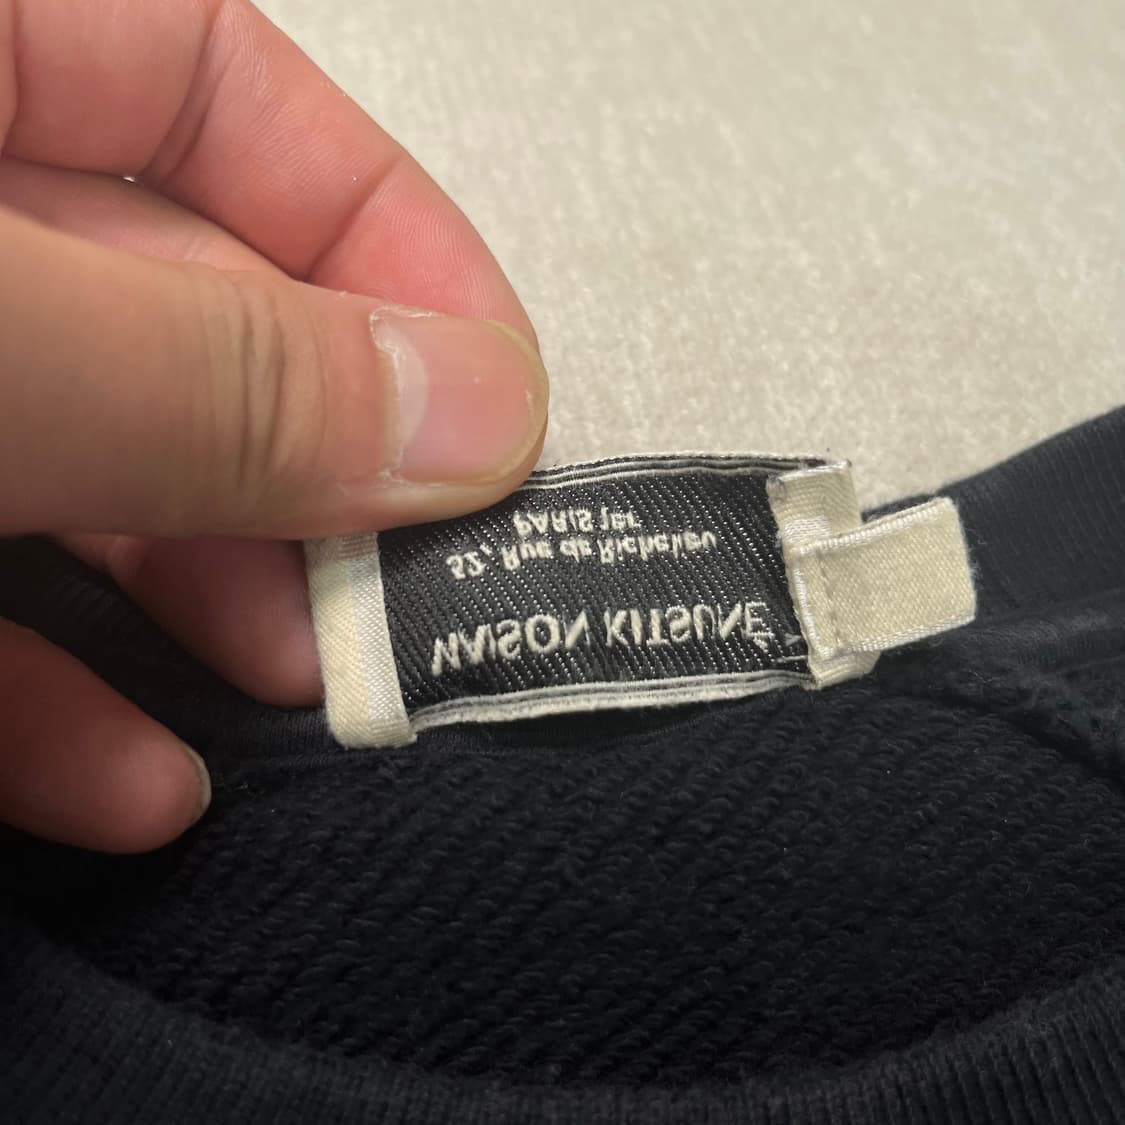 MAISON KITSUNÉ
52, Rue de Richelieu
PARIS 1er